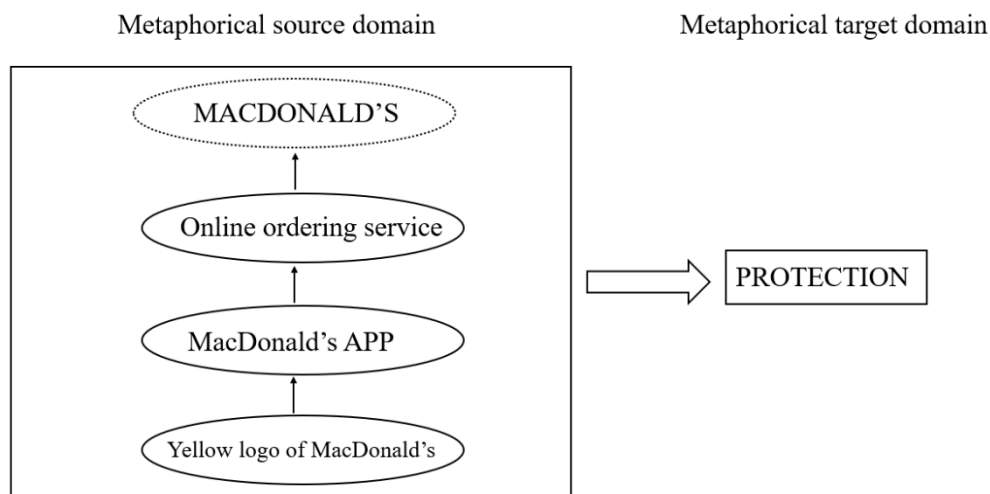 Metaphorical source domain
Metaphorical target domain
MACDONALD’S
Online ordering service
PROTECTION
MacDonald’s APP
Yellow logo of MacDonald’s